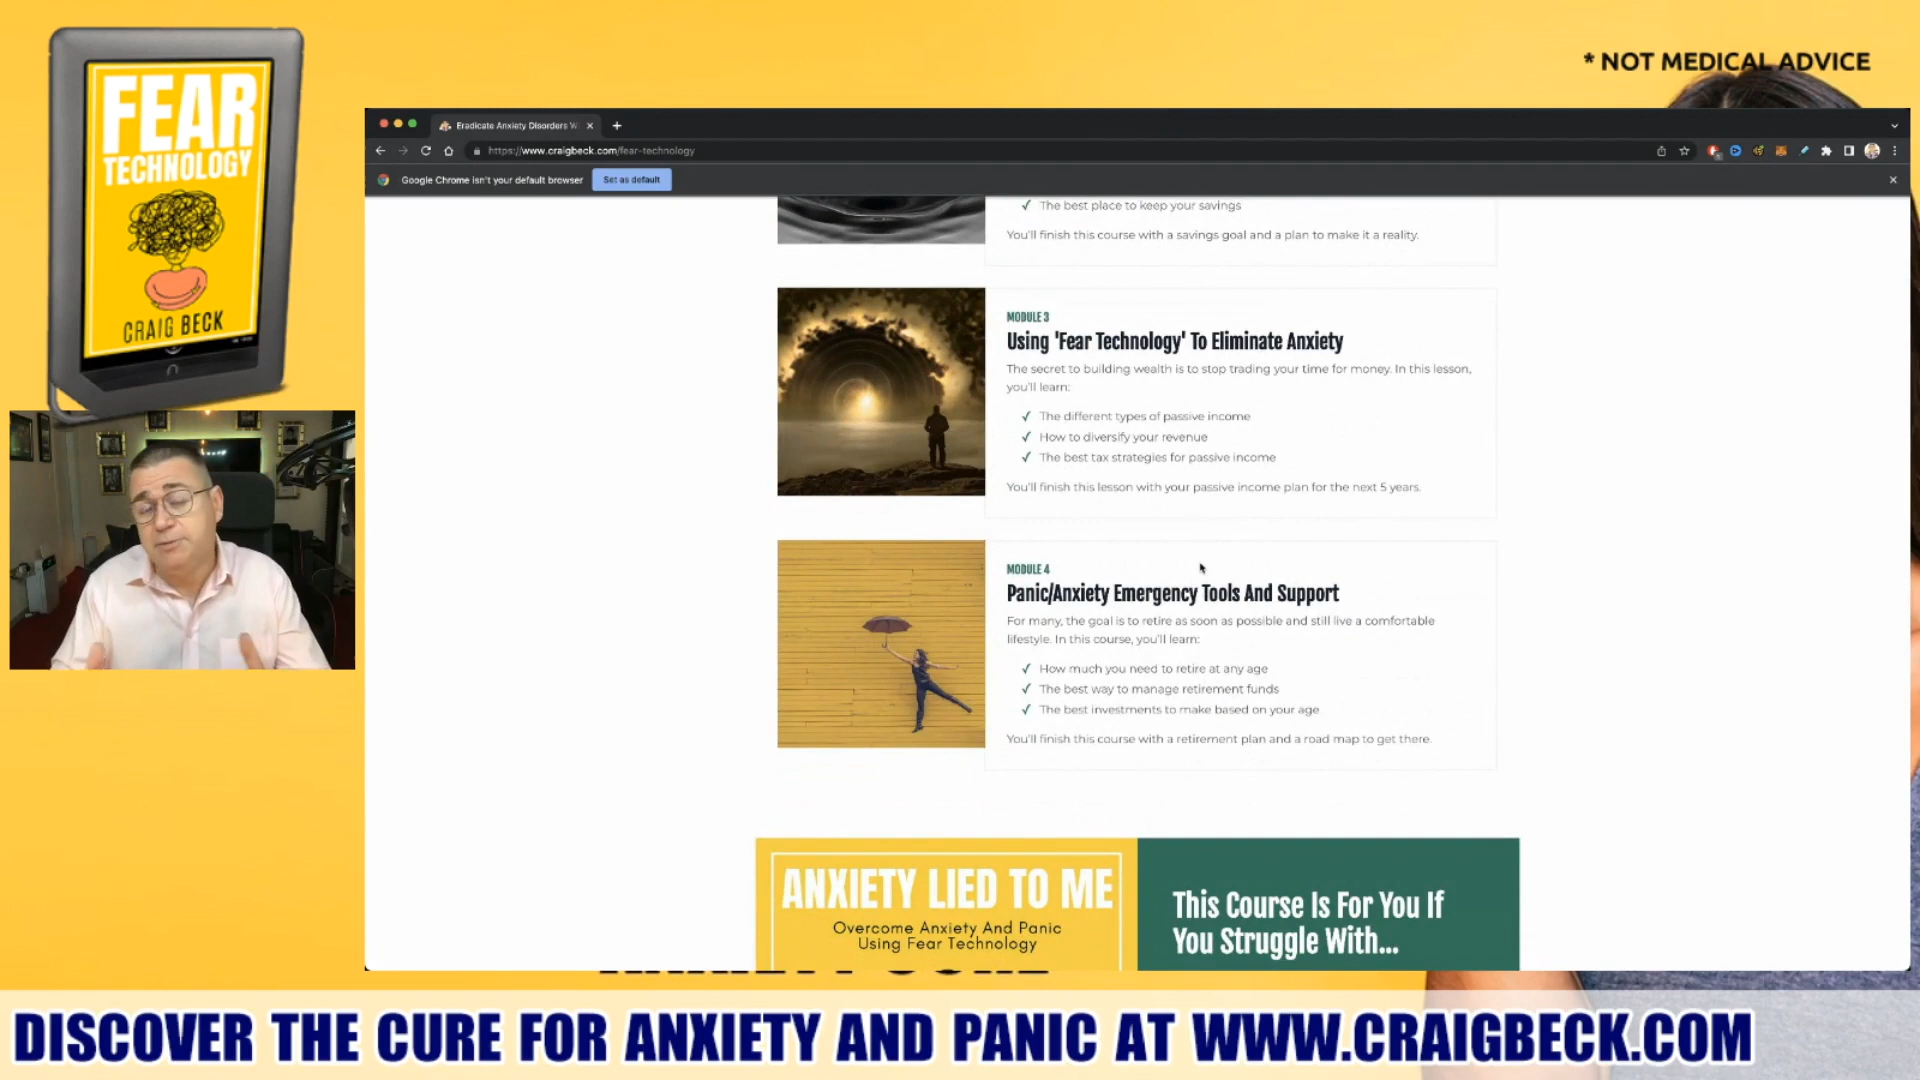 FEAR
TECHNOLOGY
CRAIG BECK
* NOT MEDICAL ADVICE
Eradicate Anxiety Disorders W
https://www.craigbeck.com/fear-technology
Google Chrome isn't your default browser
Set as default
✓ The best place to keep your savings
You'll finish this course with a savings goal and a plan to make it a reality.
MODULE 3
Using 'Fear Technology' To Eliminate Anxiety
The secret to building wealth is to stop trading your time for money. In this lesson,
you'll learn:
✓ The different types of passive income
✓ How to diversify your revenue
✓ The best tax strategies for passive income
You'll finish this lesson with your passive income plan for the next 5 years.
MODULE 4
Panic/Anxiety Emergency Tools And Support
For many, the goal is to retire as soon as possible and still live a comfortable
lifestyle. In this course, you'll learn:
✓ How much you need to retire at any age
✓ The best way to manage retirement funds
✓ The best investments to make based on your age
You'll finish this course with a retirement plan and a road map to get there.
ANXIETY LIED TO ME
Overcome Anxiety And Panic
Using Fear Technology
This Course Is For You If
You Struggle With...
DISCOVER THE CURE FOR ANXIETY AND PANIC AT WWW.CRAIGBECK.COM